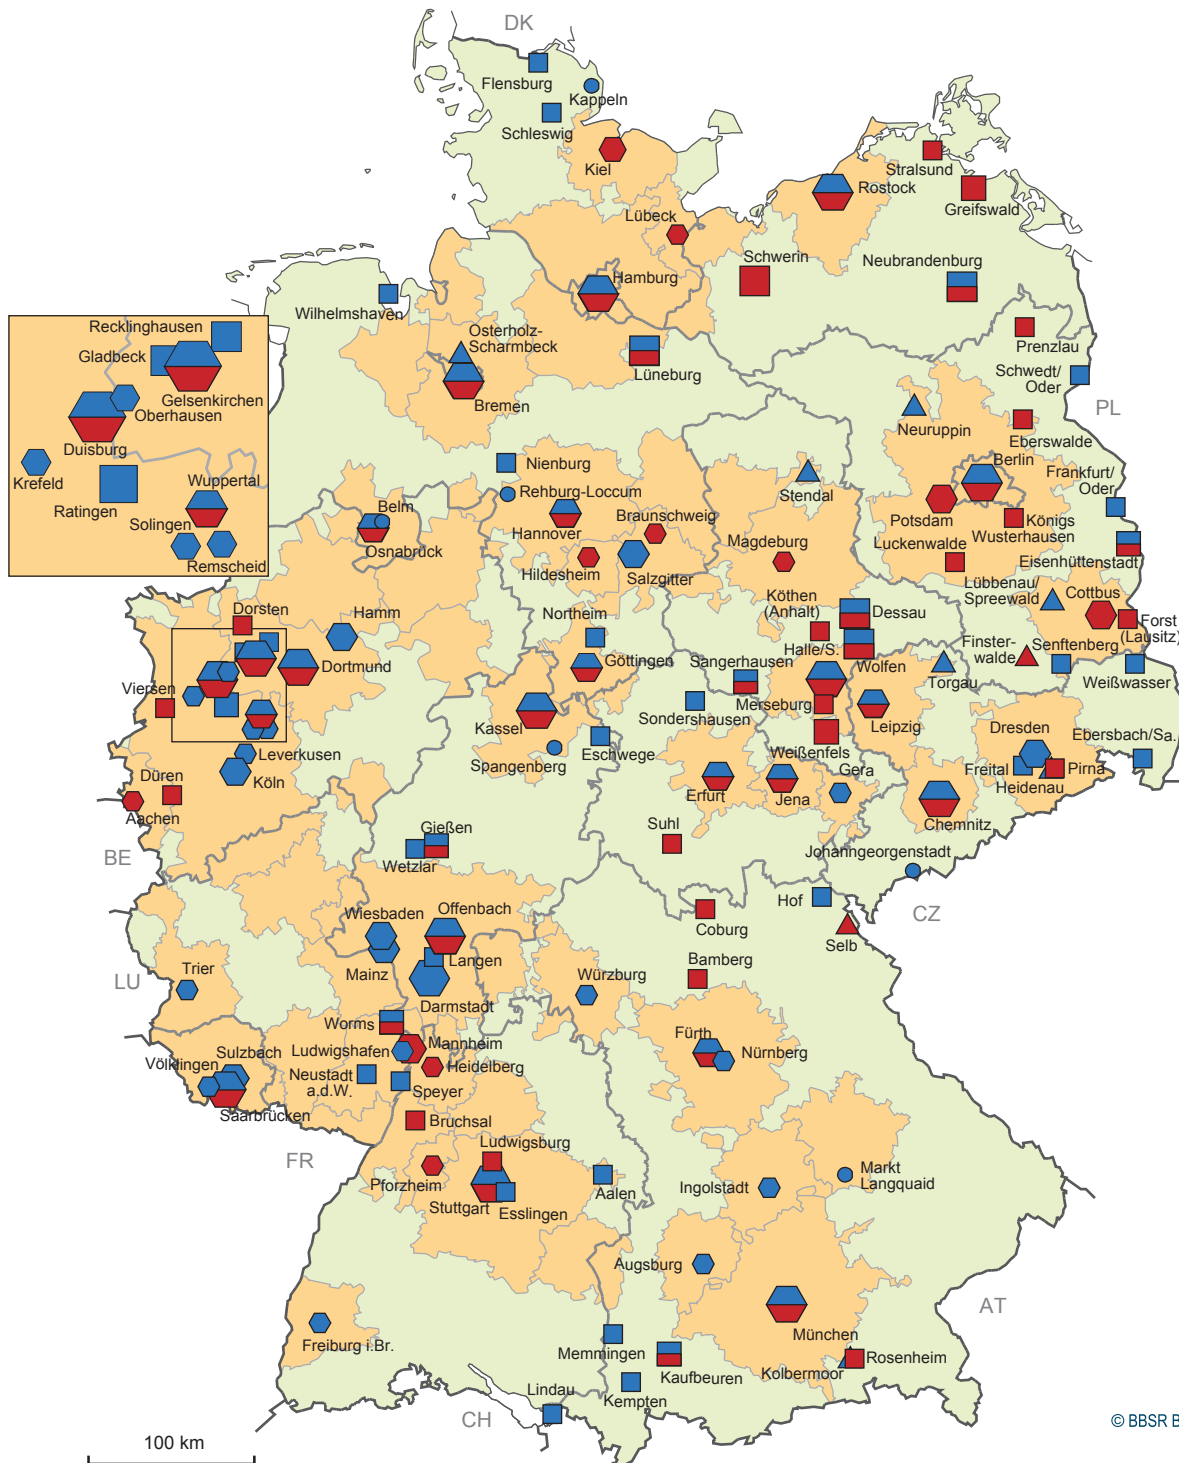 DK
Flensburg
Kappeln
Schleswig
Kiel
Stralsund
Rostock
Greifswald
Lübeck
Schwerin
Neubrandenburg
Hamburg
Wilhelmshaven
Osterholz-
Scharmbeck
Prenzlau
Lüneburg
Schwedt/
Oder
Bremen
PL
Neuruppin
Eberswalde
Recklinghausen
Gladbeck
Gelsenkirchen
Oberhausen
Duisburg
Krefeld
Wuppertal
Ratingen
Solingen
Remscheid
Nienburg
Berlin
Frankfurt/
Oder
Stendal
Rehburg-Loccum
Belm
Braunschweig
Potsdam
Königs
Wusterhausen
Hannover
Osnabrück
Magdeburg
Luckenwalde
Eisenhüttenstadt
Hildesheim
Salzgitter
Lübbenau/
Spreewald
Cottbus
Dorsten
Hamm
Northeim
Köthen
(Anhalt)
Dessau
Forst
(Lausitz)
Finster-
walde
Senftenberg
Halle/S.
Wolfen
Göttingen
Sangerhausen
Dortmund
Torgau
Weißwasser
Viersen
Merseburg
Sondershausen
Kassel
Leipzig
Dresden
Ebersbach/Sa.
Leverkusen
Spangenberg
Eschwege
Weißenfels
Gera
Freital
Pirna
Heidenau
Düren
Köln
Erfurt
Jena
Aachen
Chemnitz
Gießen
Suhl
BE
Wetzlar
Johanngeorgenstadt
Hof
CZ
Wiesbaden
Offenbach
Coburg
Selb
Langen
Trier
Mainz
Würzburg
Bamberg
LU
Darmstadt
Worms
Fürth
Mannheim
Nürnberg
Sulzbach
Ludwigshafen
Völklingen
Heidelberg
Neustadt
a.d.W.
Speyer
Saarbrücken
Bruchsal
FR
Ludwigsburg
Markt
Langquaid
Pforzheim
Aalen
Ingolstadt
Stuttgart
Esslingen
Augsburg
AT
München
Freiburg i.Br.
Memmingen
Rosenheim
Kolbermoor
Kaufbeuren
Lindau
Kempten
CH
© BBSR B
100 km